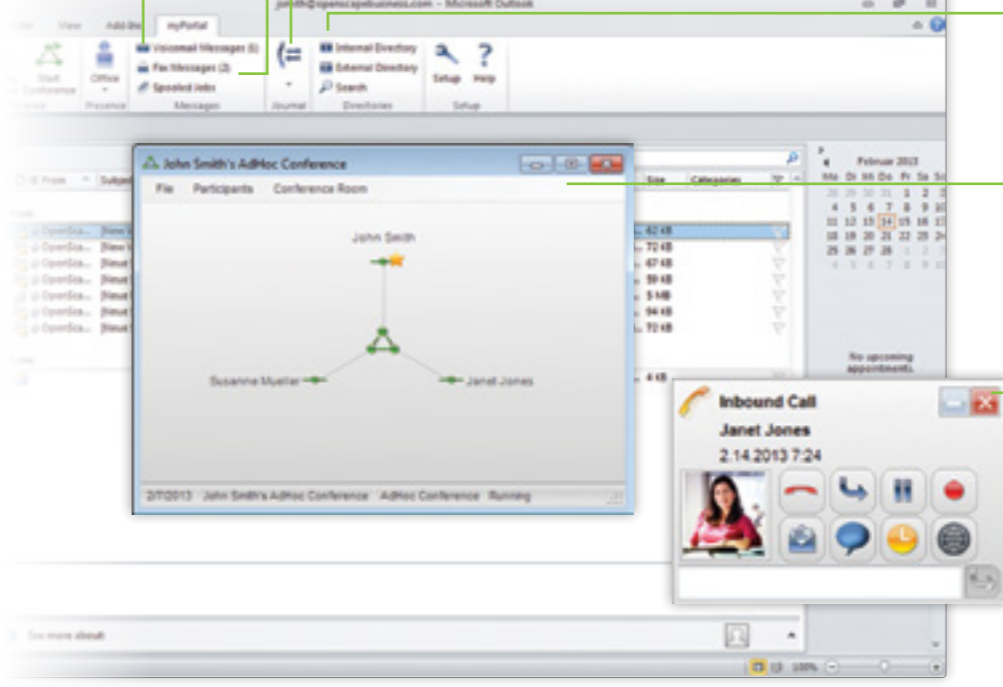 jsmith@openscapebusiness.com - Microsoft Outlook
View Add-Ins myPortal
Start Conference
Office
Voicemail Messages (6)
Fax Messages (2)
Spooled Jobs
Internal Directory
External Directory
Search
Setup
Help
Presence
Messages
Journal
Directories
Setup
John Smith's AdHoc Conference
File Participants Conference Room
John Smith
Susanne Mueller
Janet Jones
2/7/2013 John Smith's AdHoc Conference AdHoc Conference Running
From
Size Categories
62 KB
72 KB
67 KB
59 KB
5 MB
94 KB
72 KB
4 KB
Februar 2013
Mo Di Mi Do Fr Sa So
28 29 30 31 1 2 3
4 5 6 7 8 9 10
11 12 13 14 15 16 17
18 19 20 21 22 23 24
25 26 27 28 1 2 3
4 5 6 7 8 9 10
No upcoming
appointments.
Inbound Call
Janet Jones
2.14.2013 7:24
See more about:
100%